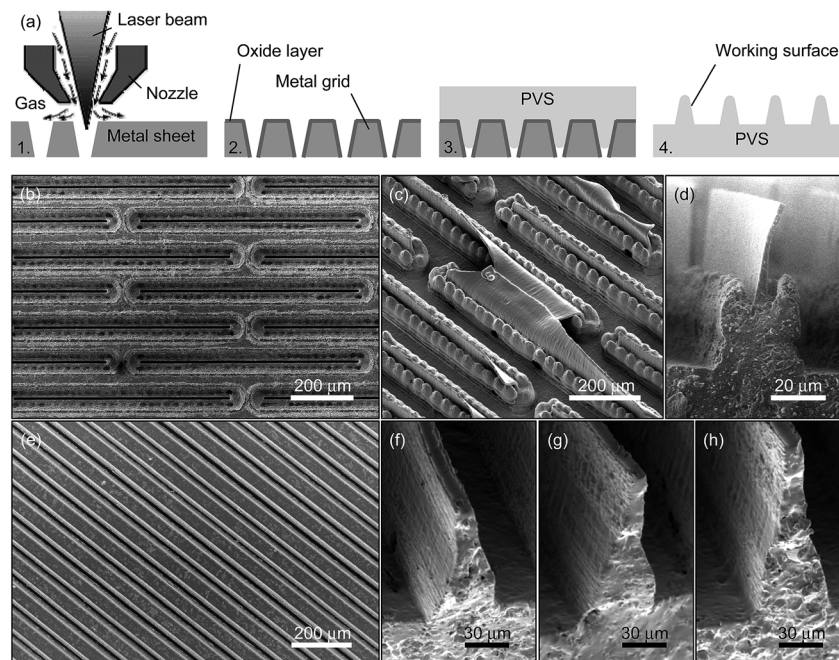 (a)
Laser beam
Gas
Nozzle
Metal sheet
1.
Oxide layer
Metal grid
2.
PVS
3.
Working surface
PVS
4.
(b)
200 μm
(c)
200 μm
(d)
20 μm
(e)
200 μm
(f)
30 μm
(g)
30 μm
(h)
30 μm